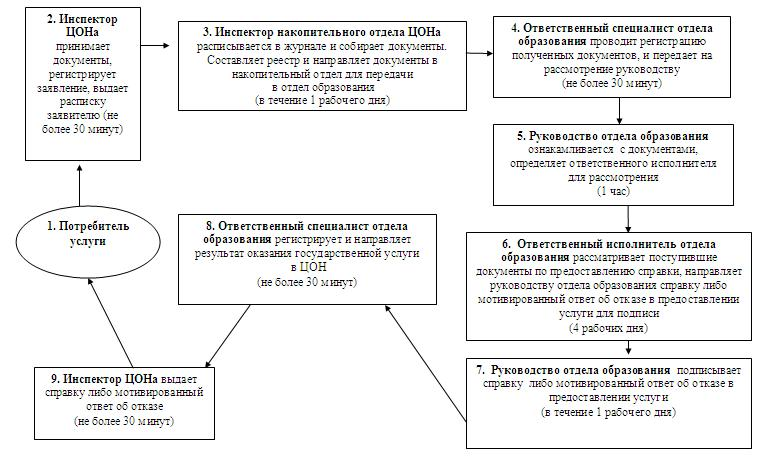 2. Инспектор
ЦОНа
принимает
документы,
регистрирует
заявление, выдает
расписку
заявителю (не
более 30 минут)
3. Инспектор накопительного отдела ЦОНа
расписывается в журнале и собирает документы.
Составляет реестр и направляет документы в
накопительный отдел для передачи
в отдел образования
(в течение 1 рабочего дня)
4. Ответственный специалист отдела
образования проводит регистрацию
полученных документов, и передает на
рассмотрение руководству
(не более 30 минут)
5. Руководство отдела образования
ознакамливается с документами,
определяет ответственного исполнителя
для рассмотрения
(1 час)
1. Потребитель
услуги
8. Ответственный специалист отдела
образования регистрирует и направляет
результат оказания государственной услуги
в ЦОН
(не более 30 минут)
6. Ответственный исполнитель отдела
образования рассматривает поступившие
документы по предоставлению справки, направляет
руководству отдела образования справку либо
мотивированный ответ об отказе в предоставлении
услуги для подписи
(4 рабочих дня)
9. Инспектор ЦОНа выдает
справку либо мотивированный
ответ об отказе
(не более 30 минут)
7. Руководство отдела образования подписывает
справку либо мотивированный ответ об отказе в
предоставлении услуги
(в течение 1 рабочего дня)